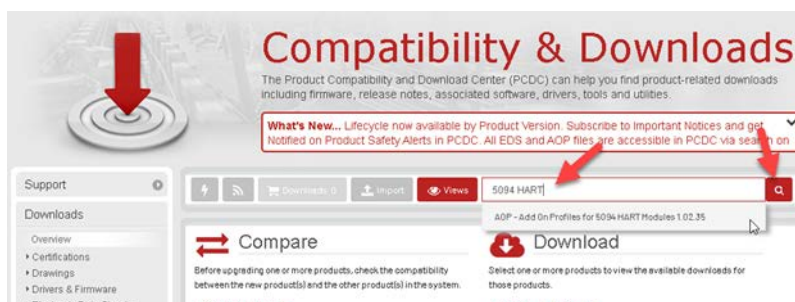 Compatibility & Downloads
The Product Compatibility and Download Center (PCDC) can help you find product-related downloads
including firmware, release notes, associated software, drivers, tools and utilities.
What's New... Lifecycle now available by Product Version. Subscribe to Important Notices and get
Notified on Product Safety Alerts in PCDC. All EDS and AOP files are accessible in PCDC via search on
Support
Downloads 0
Import
Views
5094 HART
Downloads
AOP - Add On Profiles for 5094 HART Modules 1.02.35
Overview
Certifications
Drawings
Drivers & Firmware
Compare
Before upgrading one or more products, check the compatibility
between the new product(s) and the other product(s) in the system.
Download
Select one or more products to view the available downloads for
those products.